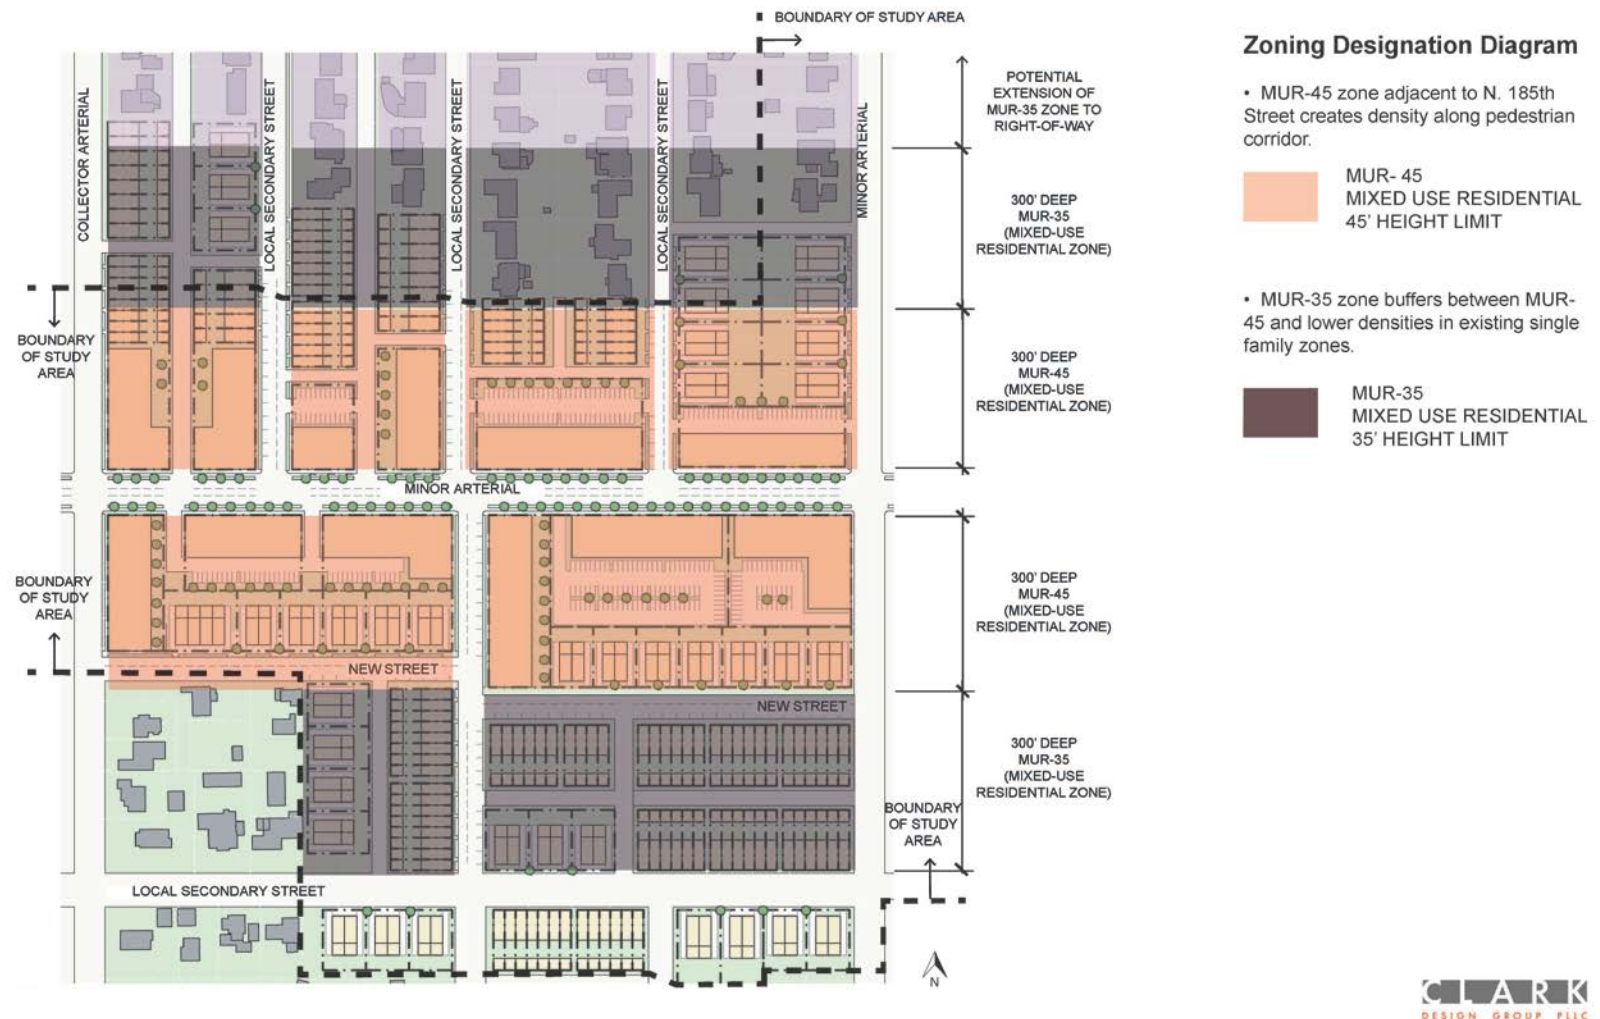 BOUNDARY OF STUDY AREA
COLLECTOR ARTERIAL
LOCAL SECONDARY STREET
LOCAL SECONDARY STREET
LOCAL SECONDARY STREET
MINOR ARTERIAL
POTENTIAL
EXTENSION OF
MUR-35 ZONE TO
RIGHT-OF-WAY
300' DEEP
MUR-35
(MIXED-USE
RESIDENTIAL ZONE)
BOUNDARY
OF STUDY
AREA
300' DEEP
MUR-45
(MIXED-USE
RESIDENTIAL ZONE)
MINOR ARTERIAL
BOUNDARY
OF STUDY
AREA
300' DEEP
MUR-45
(MIXED-USE
RESIDENTIAL ZONE)
NEW STREET
NEW STREET
300' DEEP
MUR-35
(MIXED-USE
RESIDENTIAL ZONE)
BOUNDARY
OF STUDY
AREA
LOCAL SECONDARY STREET
N
Zoning Designation Diagram
• MUR-45 zone adjacent to N. 185th
Street creates density along pedestrian
corridor.
MUR- 45
MIXED USE RESIDENTIAL
45' HEIGHT LIMIT
• MUR-35 zone buffers between MUR-
45 and lower densities in existing single
family zones.
MUR-35
MIXED USE RESIDENTIAL
35' HEIGHT LIMIT
CLARK
DESIGN GROUP PLLC